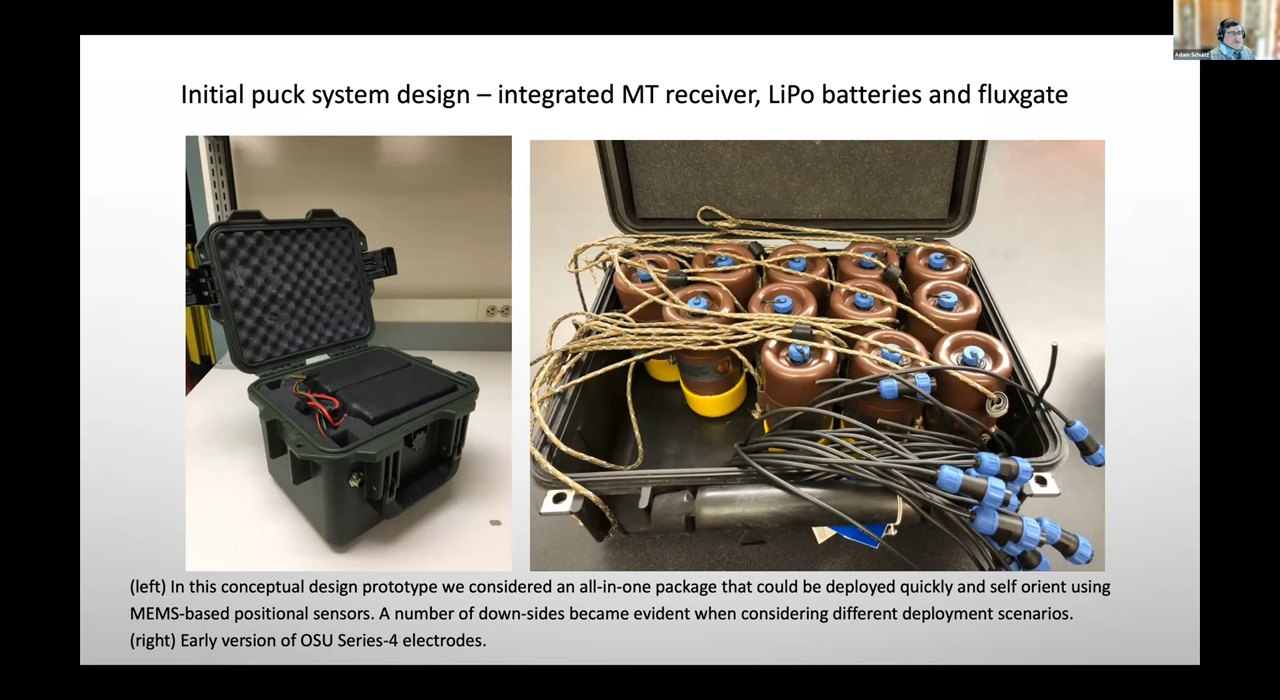 Adam Schultz
Initial puck system design – integrated MT receiver, LiPo batteries and fluxgate
(left) In this conceptual design prototype we considered an all-in-one package that could be deployed quickly and self orient using
MEMS-based positional sensors. A number of down-sides became evident when considering different deployment scenarios.
(right) Early version of OSU Series-4 electrodes.